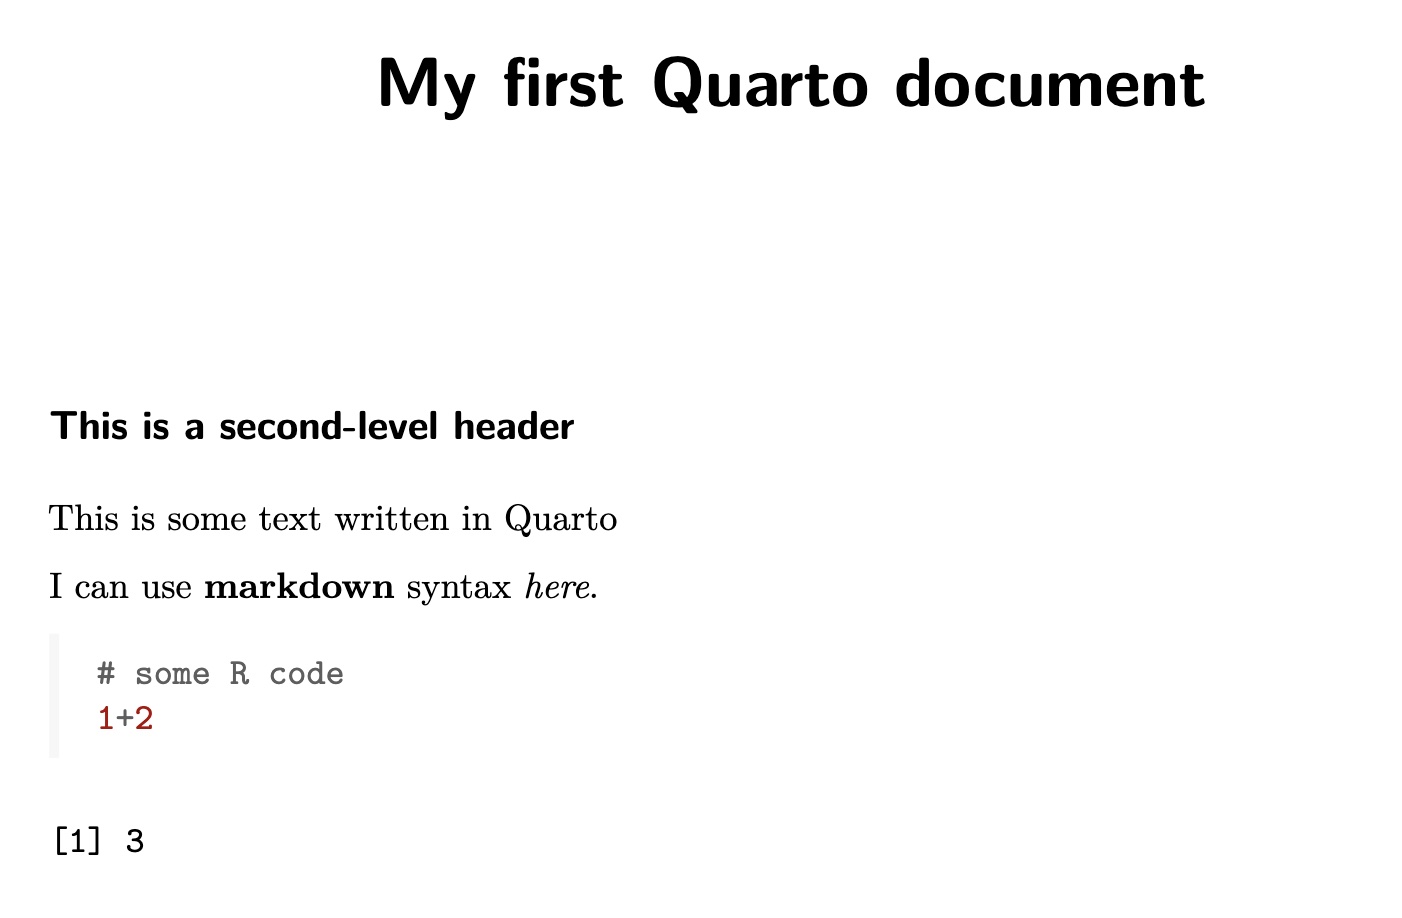 My first Quarto document
This is a second-level header
This is some text written in Quarto
I can use markdown syntax here.
# some R code
1+2
[1] 3